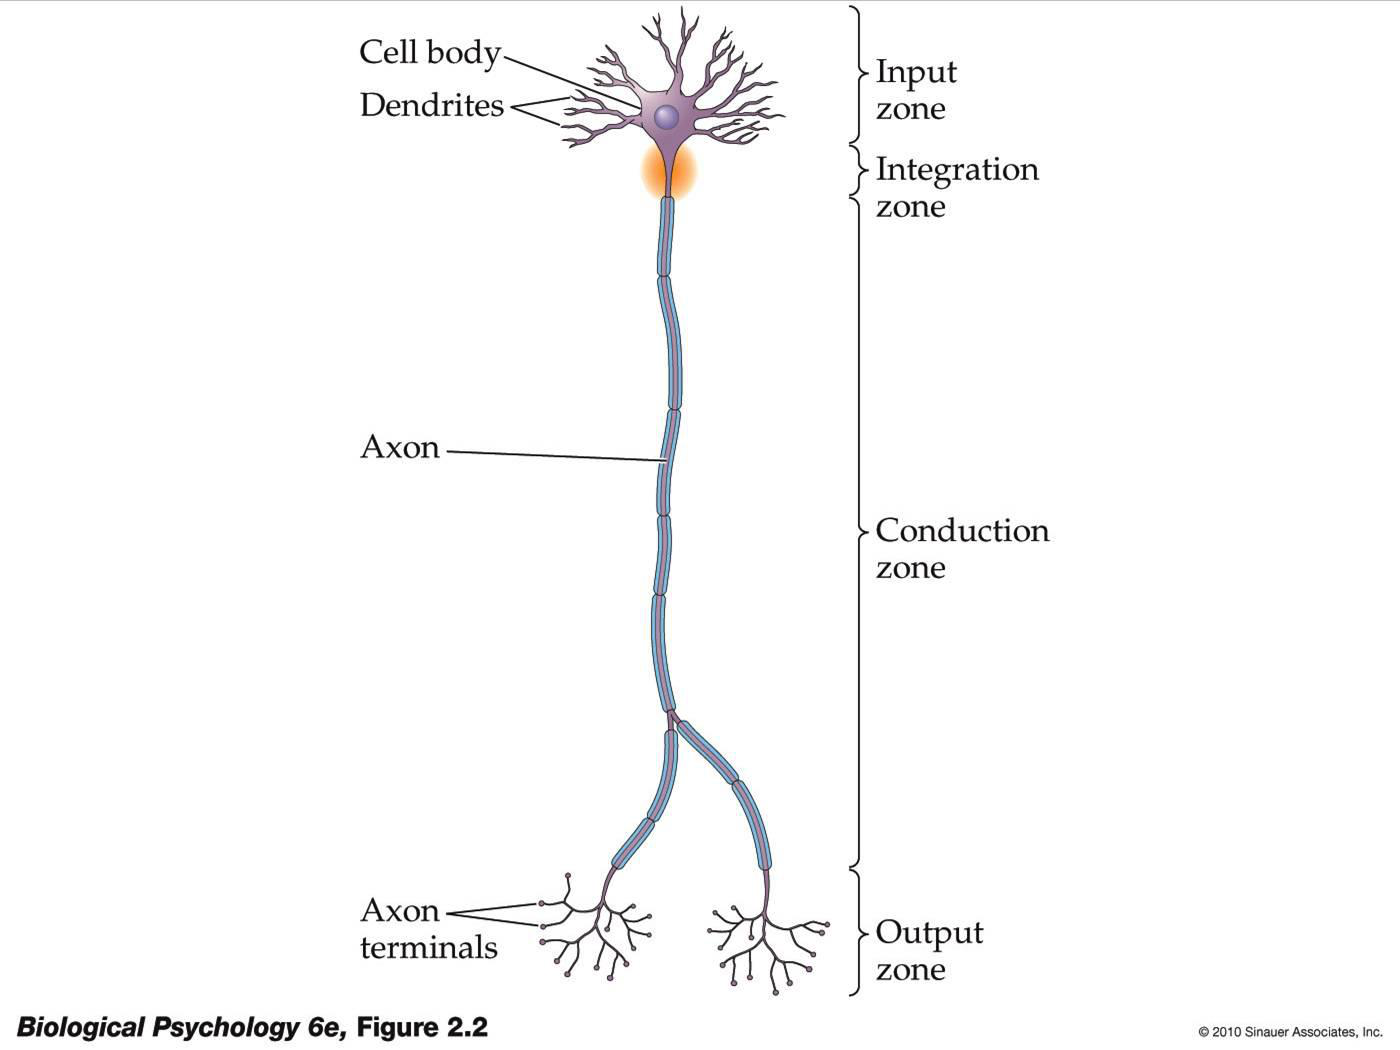 Cell body
Dendrites
Input
zone
Integration
zone
Axon
Conduction
zone
Axon
terminals
Output
zone
Biological Psychology 6e, Figure 2.2
© 2010 Sinauer Associates, Inc.